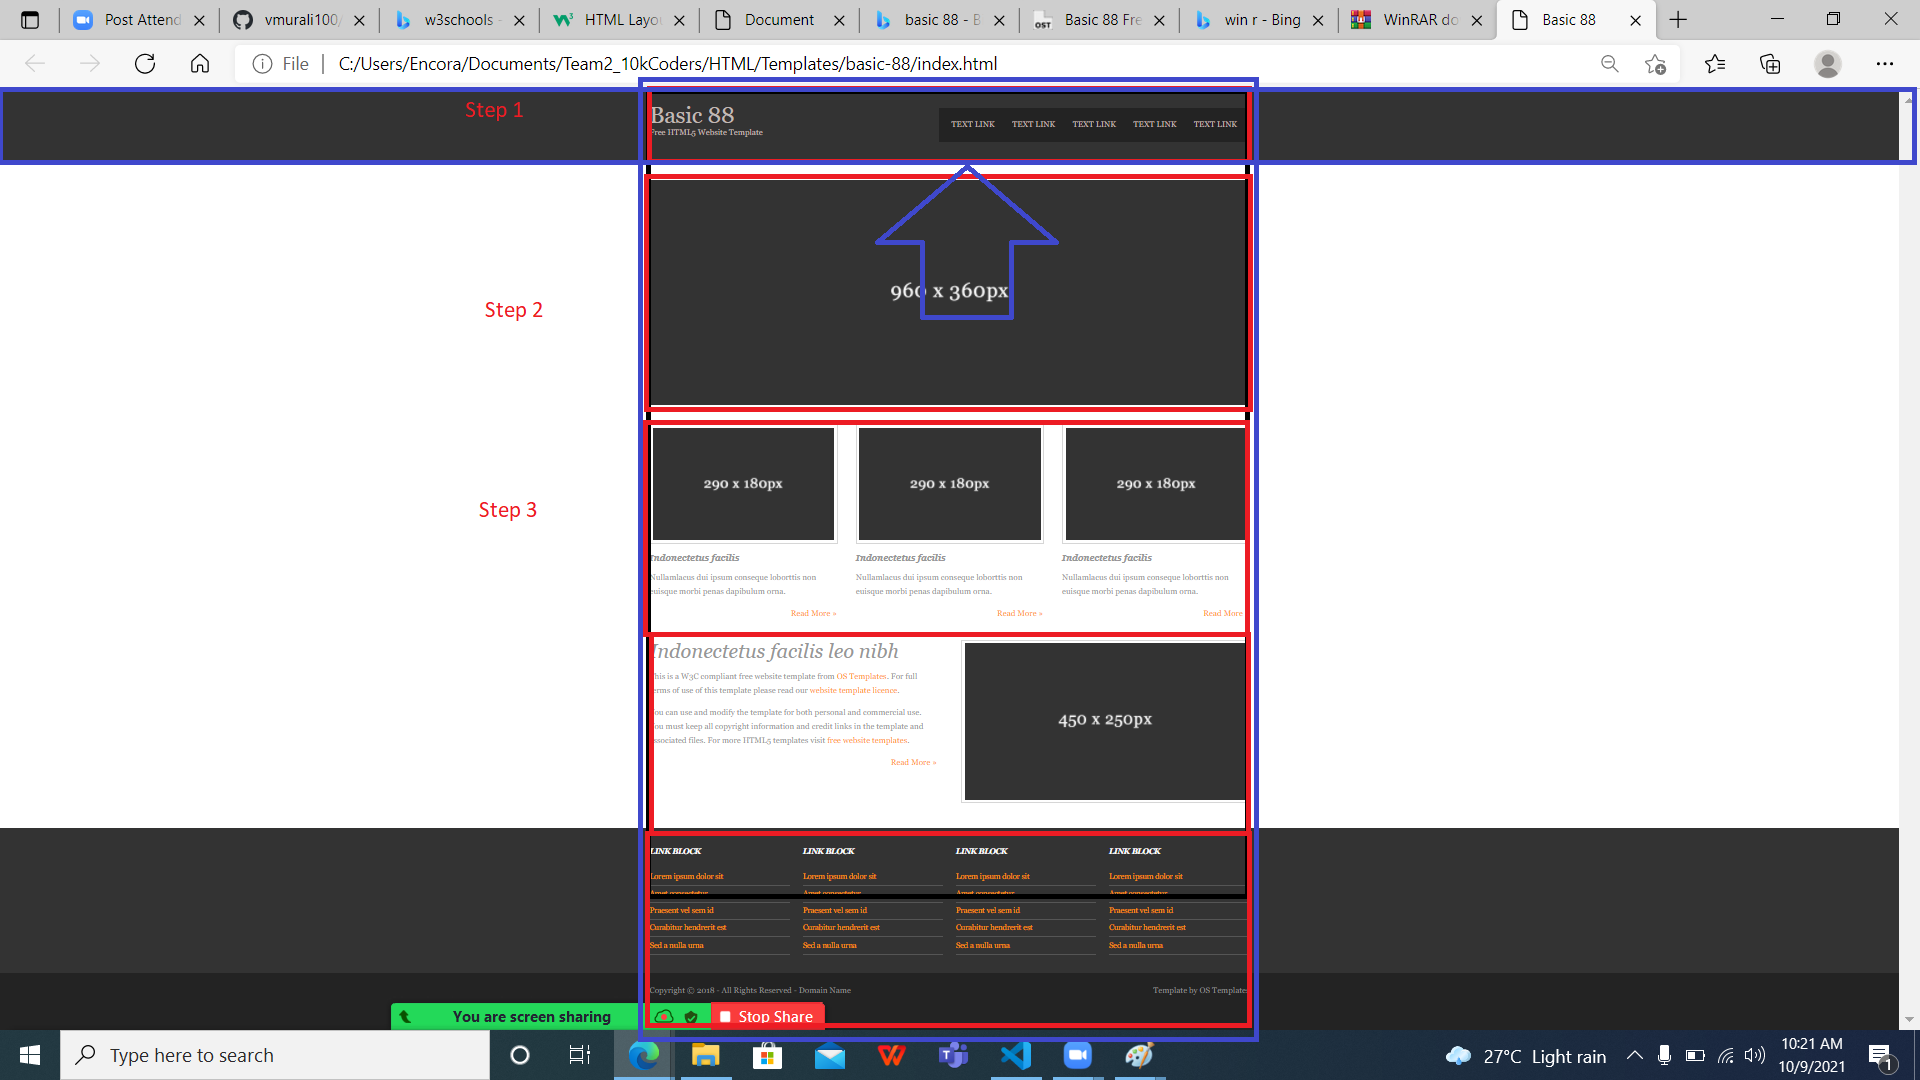 Post Attend
vmurali100/
w3schools -
HTML Layou
Document
basic 88 - B
Basic 88 Fre
win r - Bing
WinRAR do
Basic 88
File
C:/Users/Encora/Documents/Team2_10kCoders/HTML/Templates/basic-88/index.html
Step 1
Basic 88
Free HTML5 Website Template
TEXT LINK TEXT LINK TEXT LINK TEXT LINK TEXT LINK
Step 2
960 x 360px
Step 3
290 x 180px 290 x 180px 290 x 180px
Indonectetus facilis Indonectetus facilis Indonectetus facilis
Nullamlacus dui ipsum conseque loborttis non Nullamlacus dui ipsum conseque loborttis non Nullamlacus dui ipsum conseque loborttis non
euisque morbi penas dapibulum orna. euisque morbi penas dapibulum orna. euisque morbi penas dapibulum orna.
Read More » Read More » Read More
Indonectetus facilis leo nibh
This is a W3C compliant free website template from OS Templates. For full
terms of use of this template please read our website template licence.
You can use and modify the template for both personal and commercial use.
You must keep all copyright information and credit links in the template and
associated files. For more HTML5 templates visit free website templates.
Read More »
450 x 250px
LINK BLOCK LINK BLOCK LINK BLOCK LINK BLOCK
Lorem ipsum dolor sit Lorem ipsum dolor sit Lorem ipsum dolor sit Lorem ipsum dolor sit
Amet consectetur Amet consectetur Amet consectetur Amet consectetur
Praesent vel sem id Praesent vel sem id Praesent vel sem id Praesent vel sem id
Curabitur hendrerit est Curabitur hendrerit est Curabitur hendrerit est Curabitur hendrerit est
Sed a nulla urna Sed a nulla urna Sed a nulla urna Sed a nulla urna
Copyright © 2018 - All Rights Reserved - Domain Name Template by OS Templates
You are screen sharing
Stop Share
Type here to search
27°C Light rain
10:21 AM
10/9/2021
1